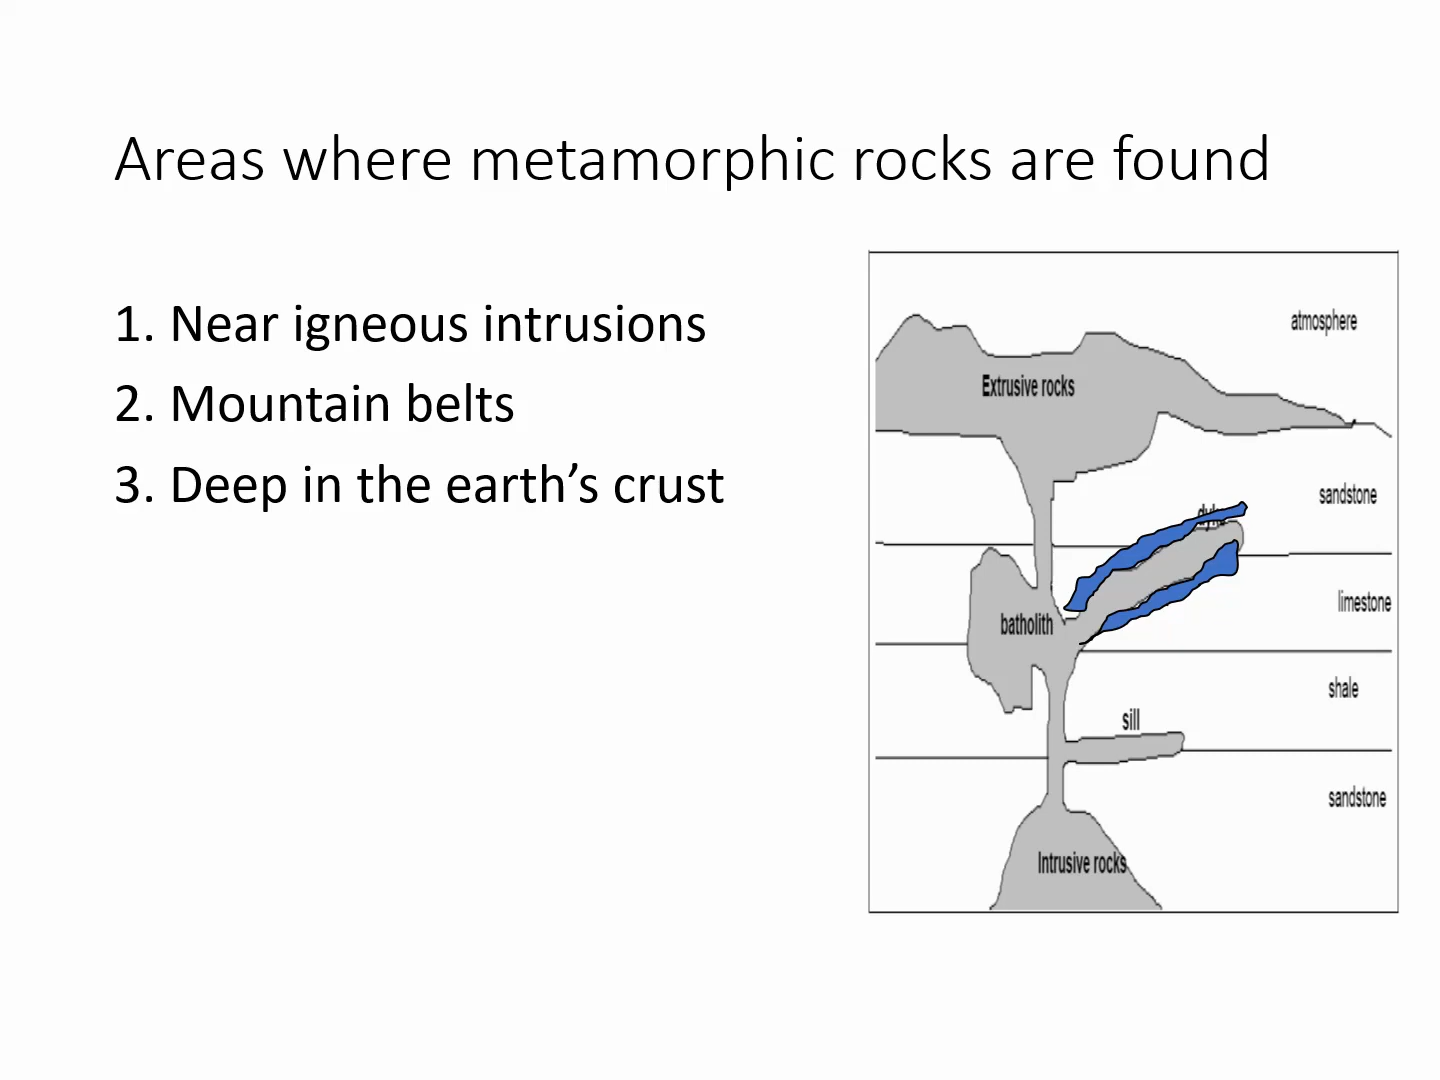 Areas where metamorphic rocks are found
1. Near igneous intrusions
2. Mountain belts
3. Deep in the earth's crust
atmosphere
Extrusive rocks
sandstone
limestone
batholith
shale
sill
sandstone
Intrusive rocks